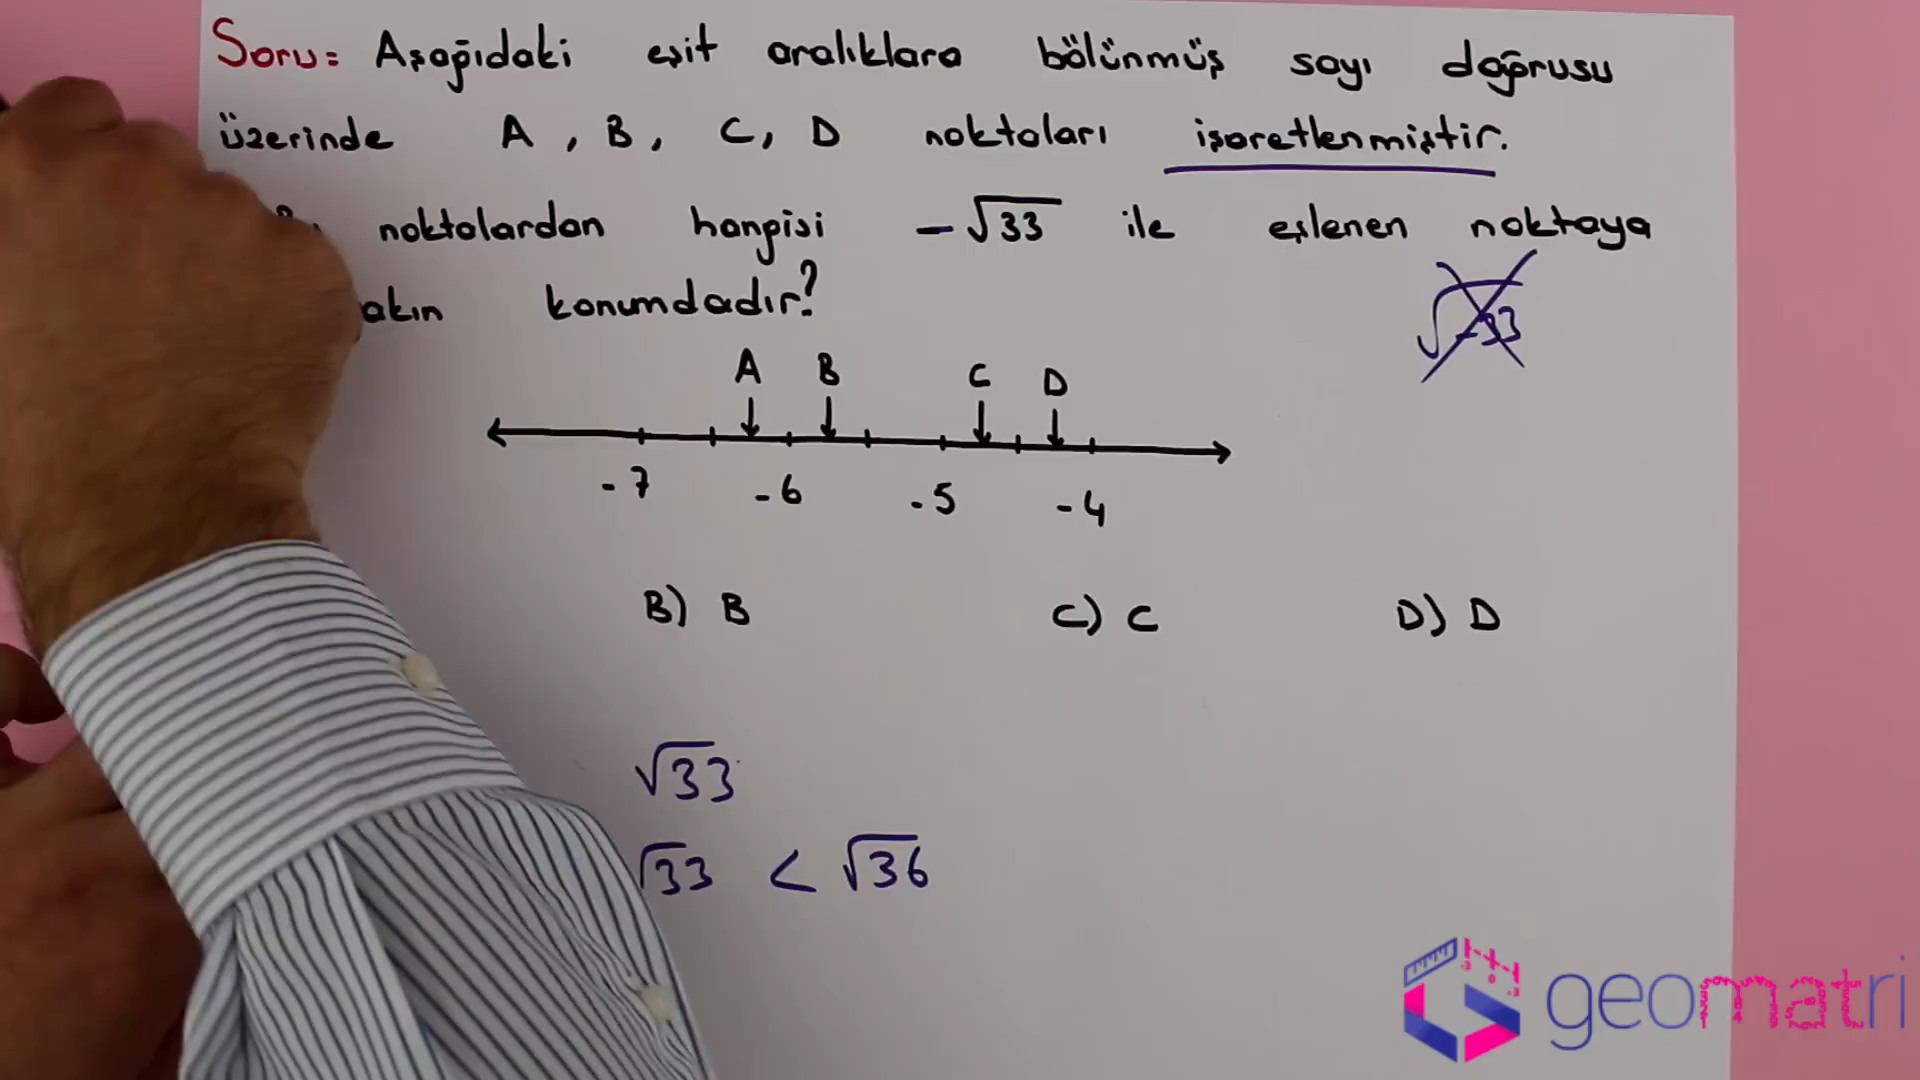 Soru: Aşağıdaki eşit aralıklara bölünmüş sayı doğrusu
üzerinde A, B, C, D noktaları işaretlenmiştir.
noktalardan hangisi -√33 ile eşlenen noktaya
konumdadır?
√-33
A B C D
-7 -6 -5 -4
B) B C) C D) D
√33
√33 < √36
geomatri